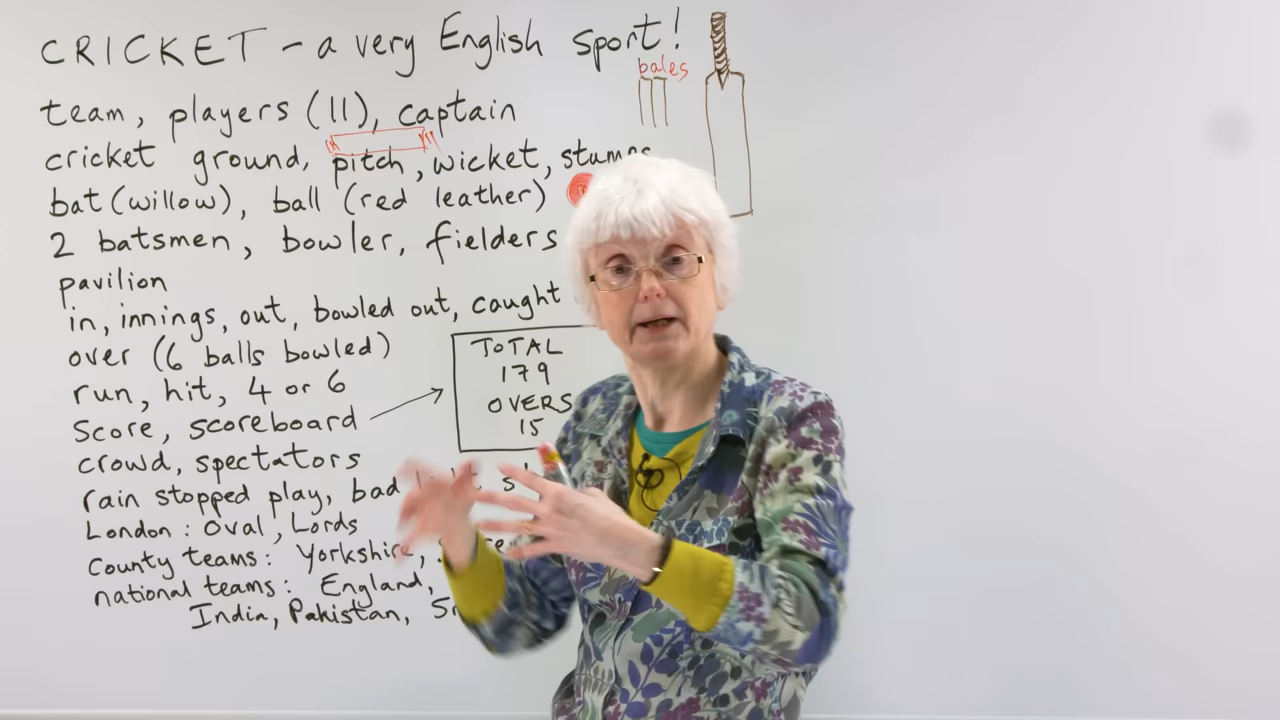 CRICKET - a very English sport!
bales
team, players (11), captain
cricket ground, pitch, wicket, stumps
bat (willow), ball (red leather)
2 batsmen, bowler, fielders
pavilion
in, innings, out, bowled out, caught
over (6 balls bowled)
run, hit, 4 or 6
Score, scoreboard
TOTAL
179
OVERS
15
crowd, spectators
rain stopped play, bad
London: Oval, Lords
County teams: Yorkshire,
national teams: England,
India, Pakistan,